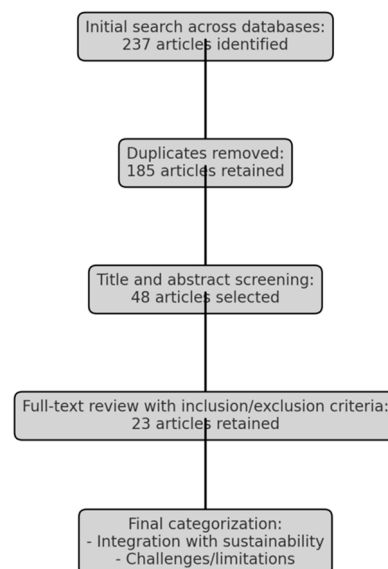 Initial search across databases:
237 articles identified
Duplicates removed:
185 articles retained
Title and abstract screening:
48 articles selected
Full-text review with inclusion/exclusion criteria:
23 articles retained
Final categorization:
- Integration with sustainability
- Challenges/limitations